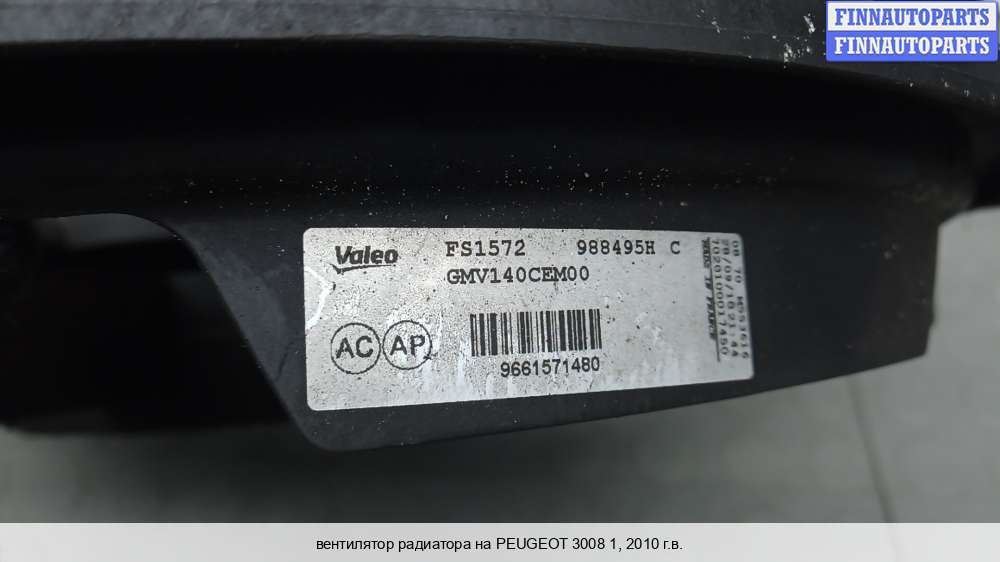 FINNAUTOPARTS
FINNAUTOPARTS
Valeo FS1572 988495H C
GMV140CEM00
AC AP
9661571480
MADE IN FRANCE
вентилятор радиатора на PEUGEOT 3008 1, 2010 г.в.